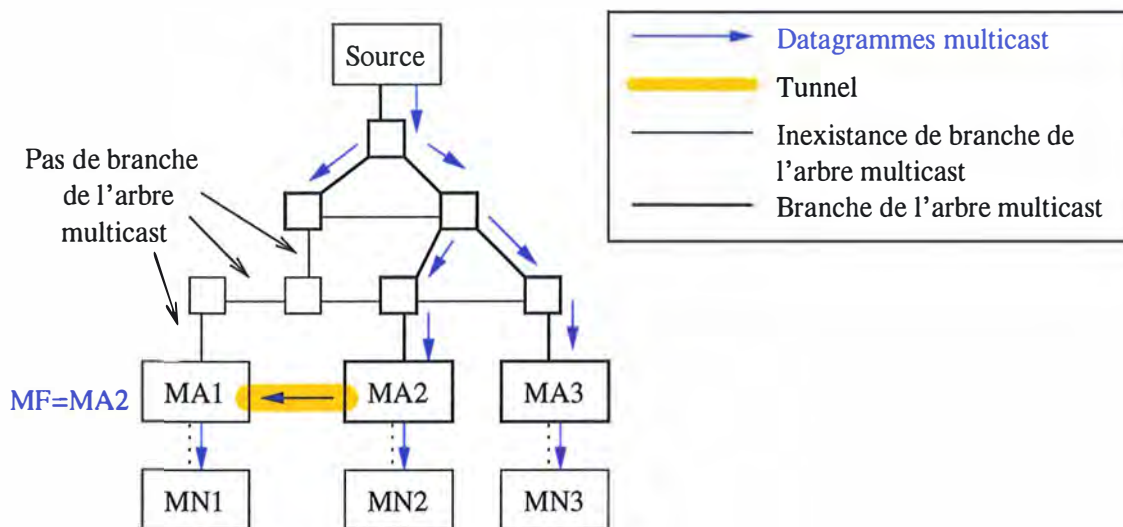 Source
Datagrammes multicast
Tunnel
Inexistance de branche de
l'arbre multicast
Branche de l'arbre multicast
Pas de branche
de l'arbre
multicast
MF=MA2
MA1
MA2
MA3
MN1
MN2
MN3